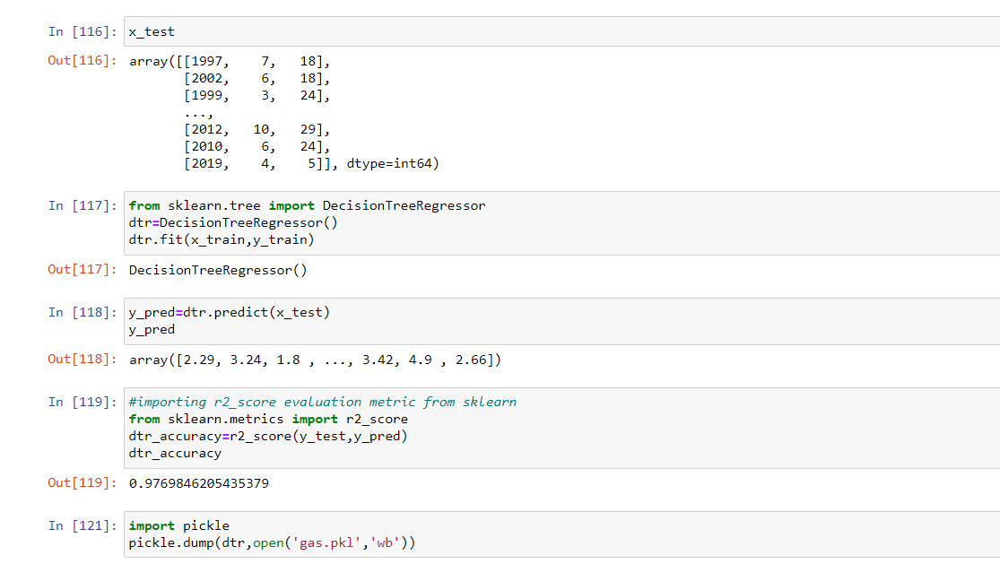 In [116]: x_test
Out[116]: array([[1997,    7,   18],
       [2002,    6,   18],
       [1999,    3,   24],
       ...,
       [2012,   10,   29],
       [2010,    6,   24],
       [2019,    4,    5]], dtype=int64)
In [117]: from sklearn.tree import DecisionTreeRegressor
dtr=DecisionTreeRegressor()
dtr.fit(x_train,y_train)
Out[117]: DecisionTreeRegressor()
In [118]: y_pred=dtr.predict(x_test)
y_pred
Out[118]: array([2.29, 3.24, 1.8 , ..., 3.42, 4.9 , 2.66])
In [119]: #importing r2_score evaluation metric from sklearn
from sklearn.metrics import r2_score
dtr_accuracy=r2_score(y_test,y_pred)
dtr_accuracy
Out[119]: 0.9769846205435379
In [121]: import pickle
pickle.dump(dtr,open('gas.pkl','wb'))